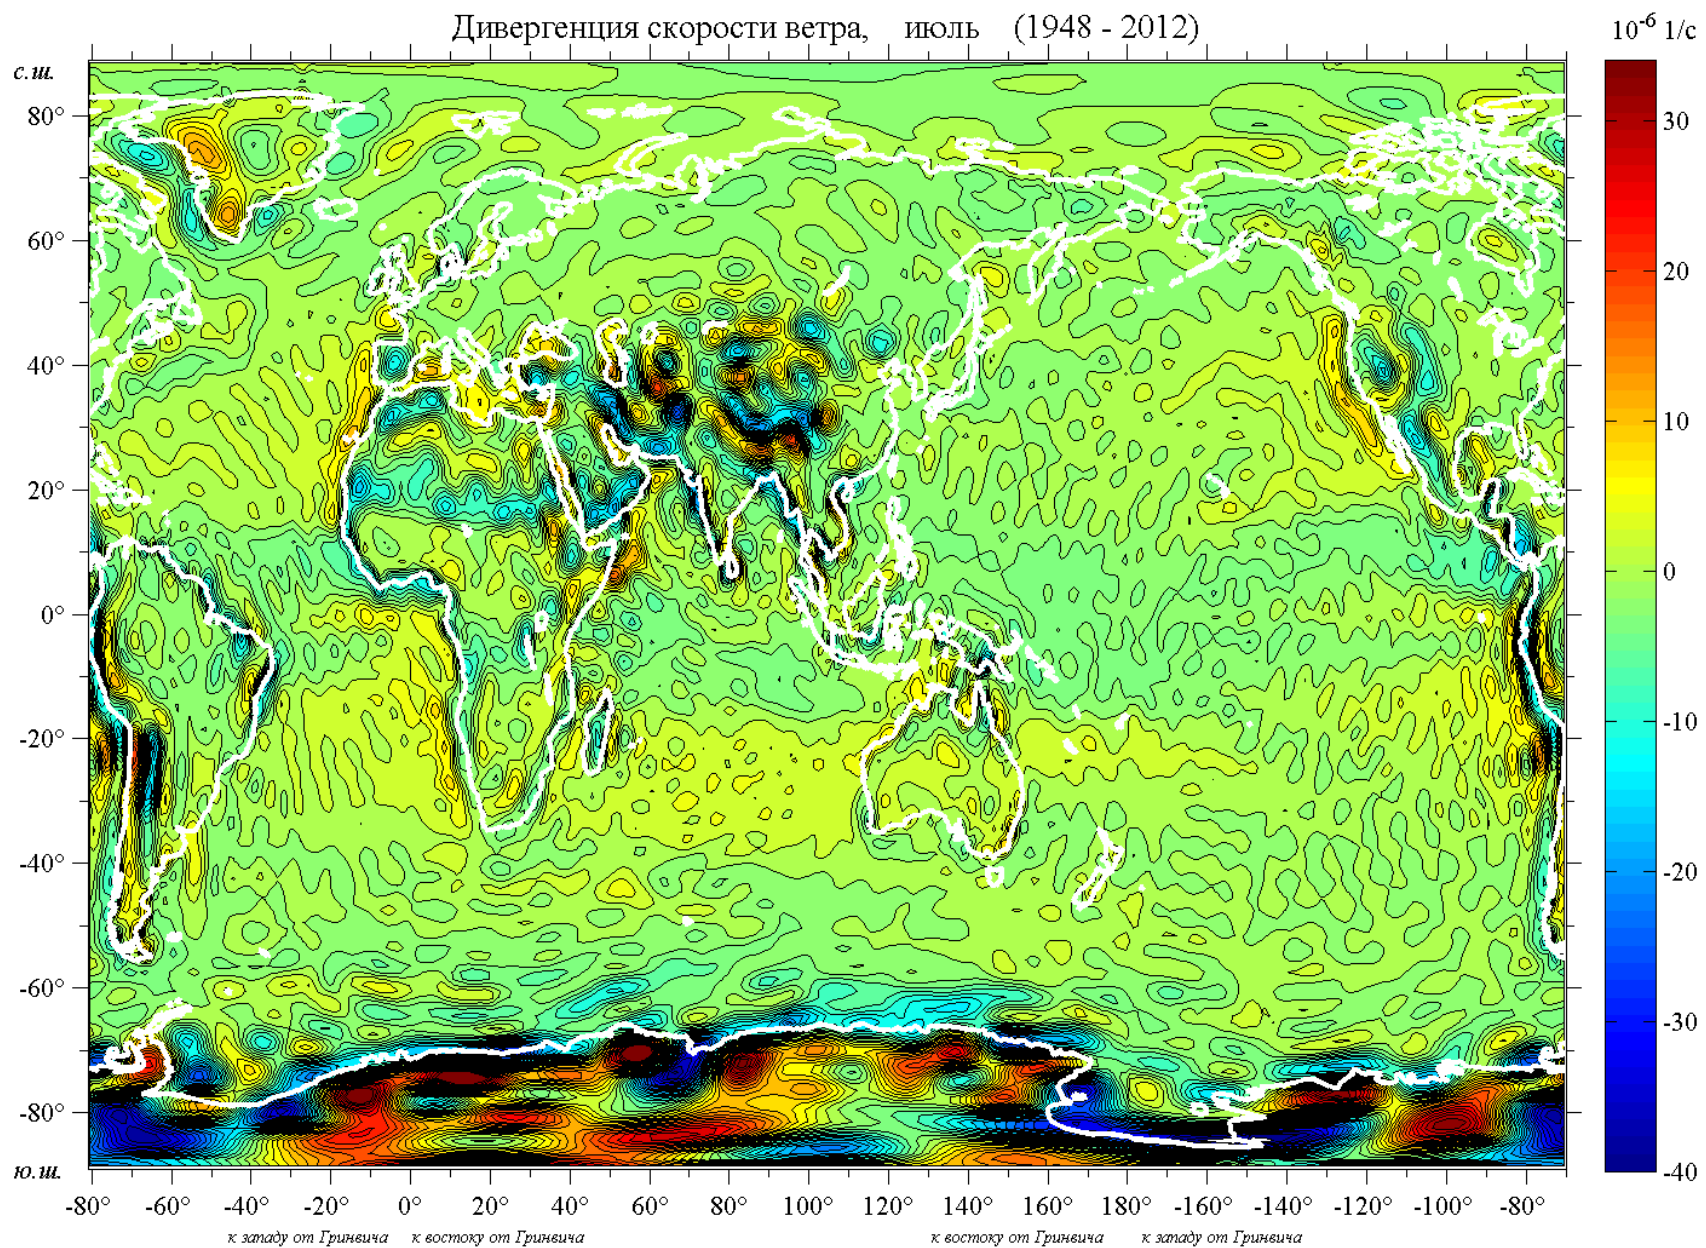 Дивергенция скорости ветра, июль (1948 - 2012)
10⁻⁶ 1/с
с.ш.
80°
60°
40°
20°
0°
-20°
-40°
-60°
-80°
ю.ш.
30
20
10
0
-10
-20
-30
-40
-80° -60° -40° -20° 0° 20° 40° 60° 80° 100° 120° 140° 160° 180° -160° -140° -120° -100° -80°
к западу от Гринвича к востоку от Гринвича к востоку от Гринвича к западу от Гринвича